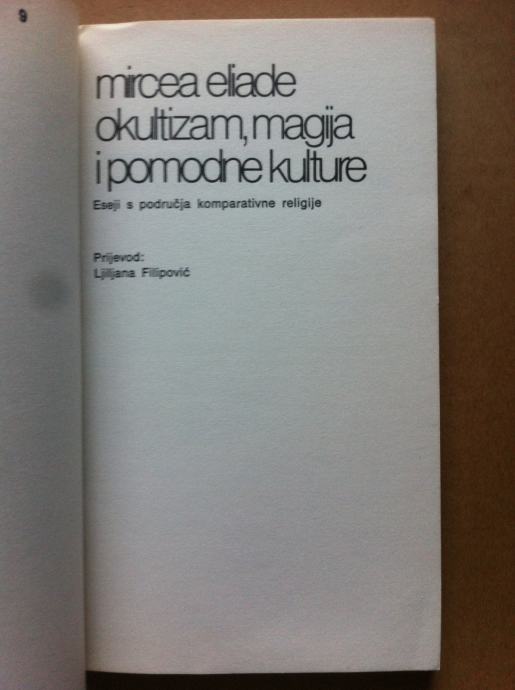 9
mircea eliade
okultizam, magija
i pomodne kulture
Eseji s područja komparativne religije
Prijevod:
Ljiljana Filipović